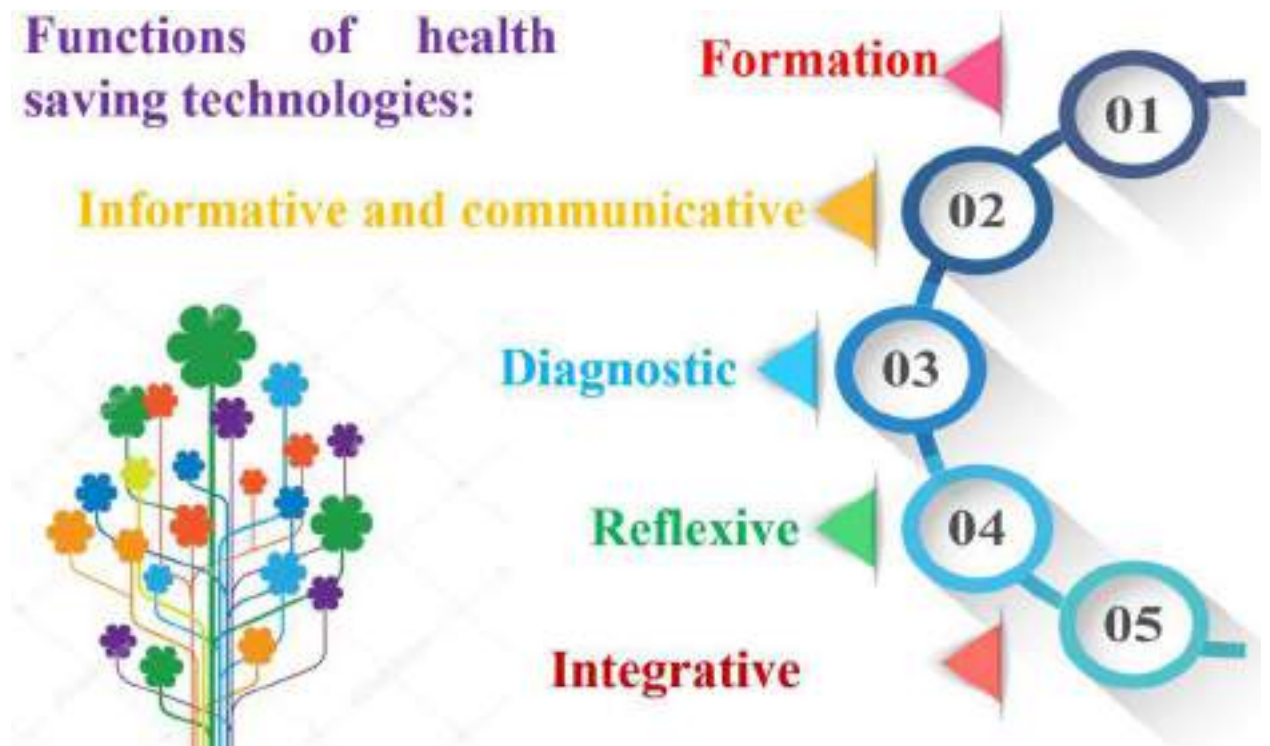 Functions of health
saving technologies:
Formation
01
Informative and communicative
02
Diagnostic
03
Reflexive
04
Integrative
05